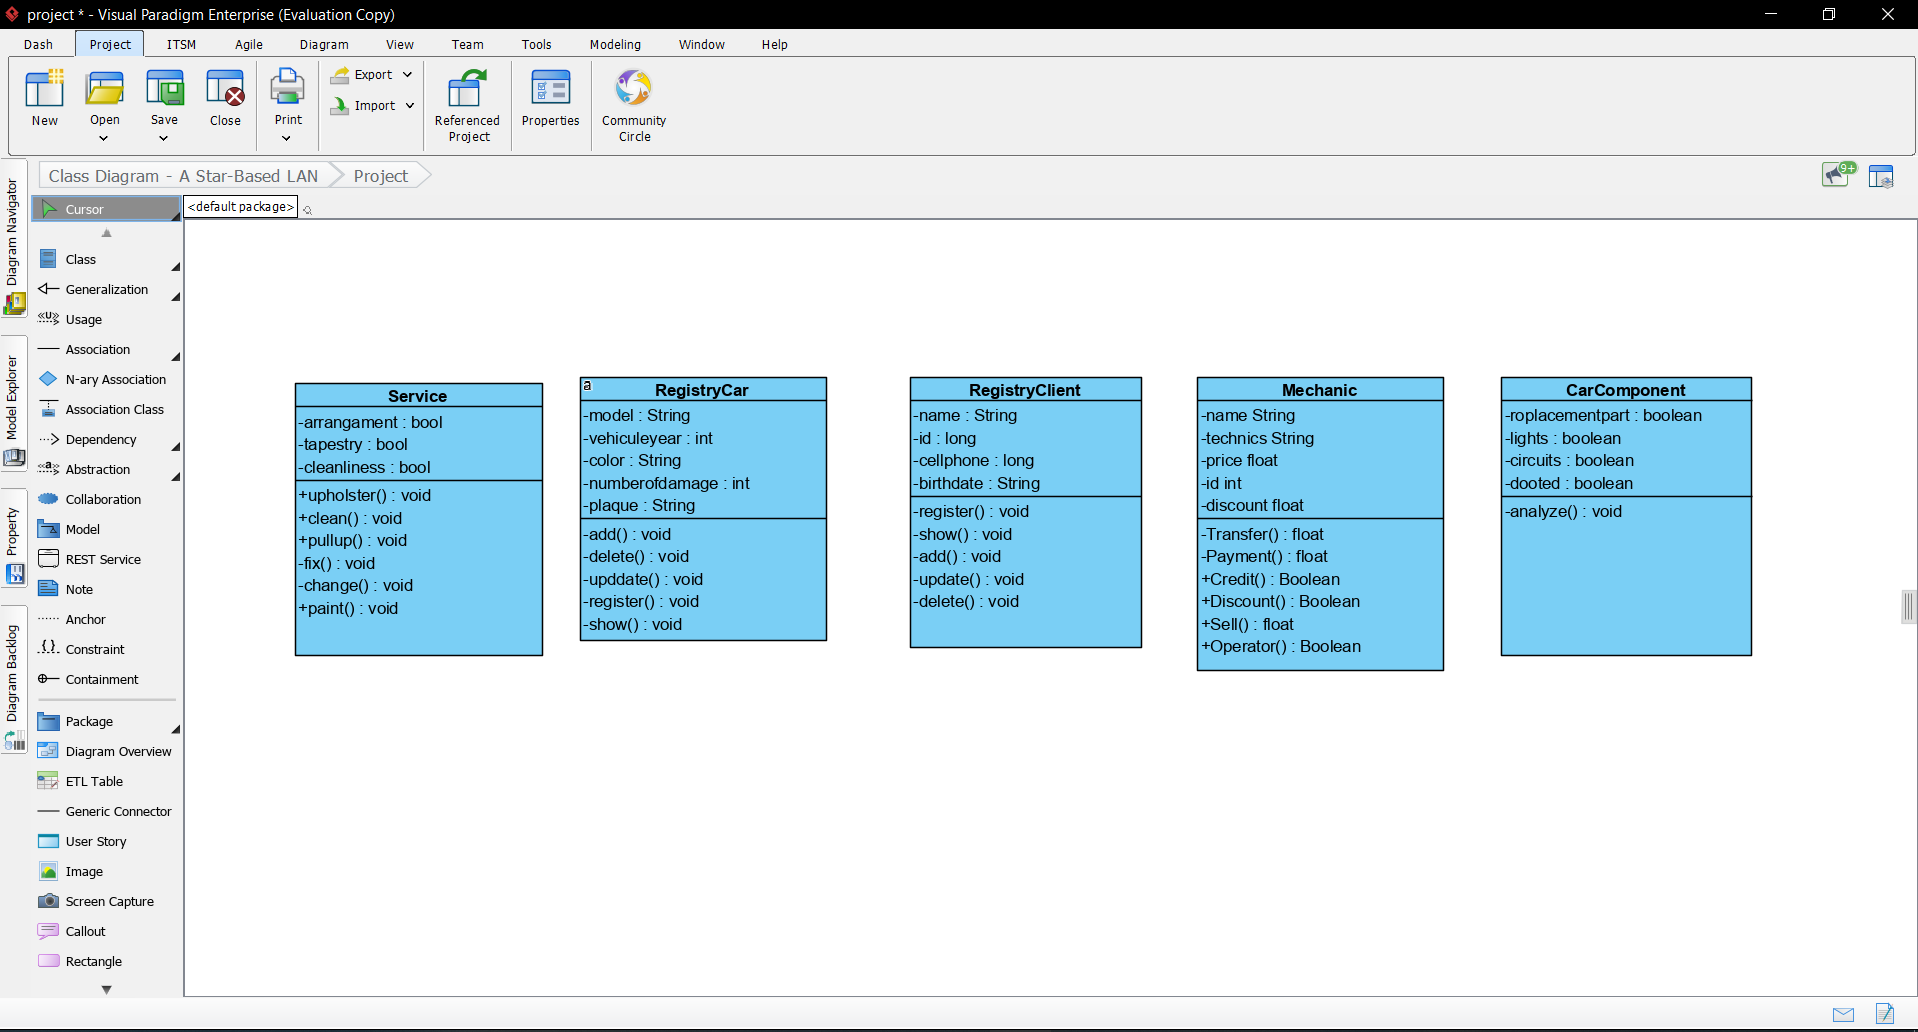 project * - Visual Paradigm Enterprise (Evaluation Copy)
Dash Project ITSM Agile Diagram View Team Tools Modeling Window Help
New Open Save Close Print
Export
Import
Referenced Project
Properties
Community Circle
Class Diagram - A Star-Based LAN Project
9+
Diagram Navigator
Model Explorer
Property
Diagram Backlog
Cursor
Class
Generalization
<<U>> Usage
Association
N-ary Association
Association Class
Dependency
<<a>> Abstraction
Collaboration
Model
REST Service
Note
Anchor
{.} Constraint
Containment
Package
Diagram Overview
ETL Table
Generic Connector
User Story
Image
Screen Capture
Callout
Rectangle
<default package>
Service
-arrangament : bool
-tapestry : bool
-cleanliness : bool
+upholster() : void
+clean() : void
+pullup() : void
-fix() : void
-change() : void
+paint() : void
a
RegistryCar
-model : String
-vehiculeyear : int
-color : String
-numberofdamage : int
-plaque : String
-add() : void
-delete() : void
-upddate() : void
-register() : void
-show() : void
RegistryClient
-name : String
-id : long
-cellphone : long
-birthdate : String
-register() : void
-show() : void
-add() : void
-update() : void
-delete() : void
Mechanic
-name String
-technics String
-price float
-id int
-discount float
-Transfer() : float
-Payment() : float
+Credit() : Boolean
+Discount() : Boolean
+Sell() : float
+Operator() : Boolean
CarComponent
-roplacementpart : boolean
-lights : boolean
-circuits : boolean
-dooted : boolean
-analyze() : void